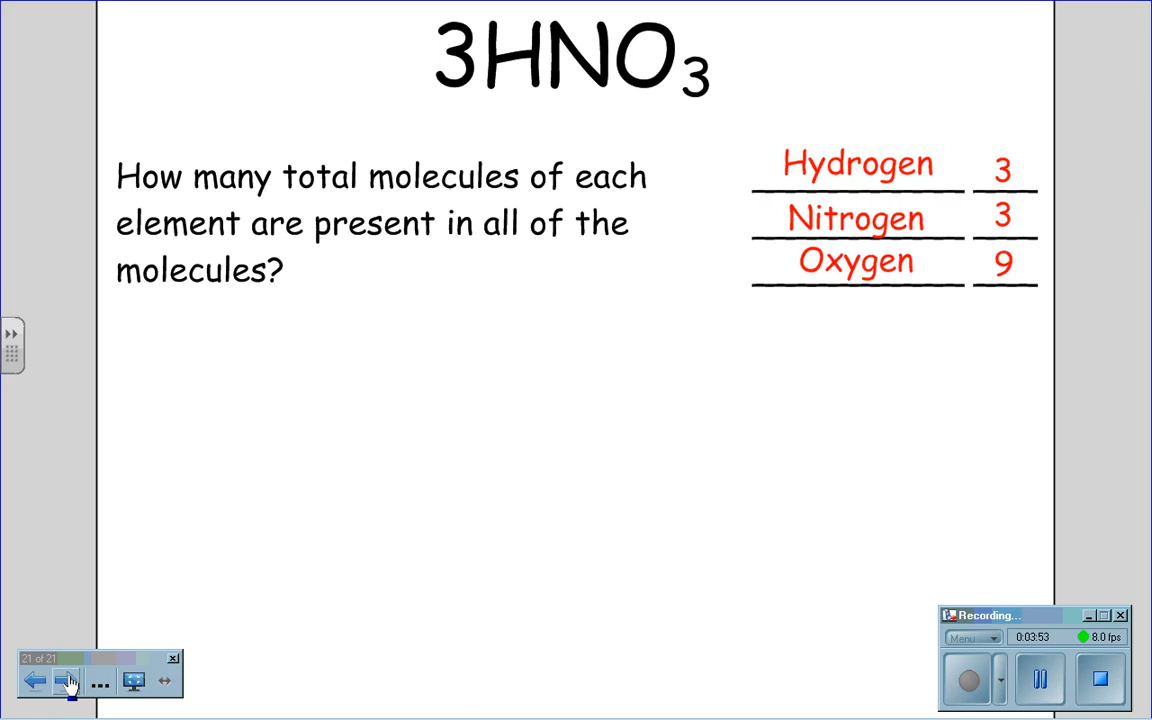 3HNO₃
How many total molecules of each
element are present in all of the
molecules?
Hydrogen 3
Nitrogen 3
Oxygen 9
21 of 21
...
Recording...
Menu 0:03:53 8.0 fps